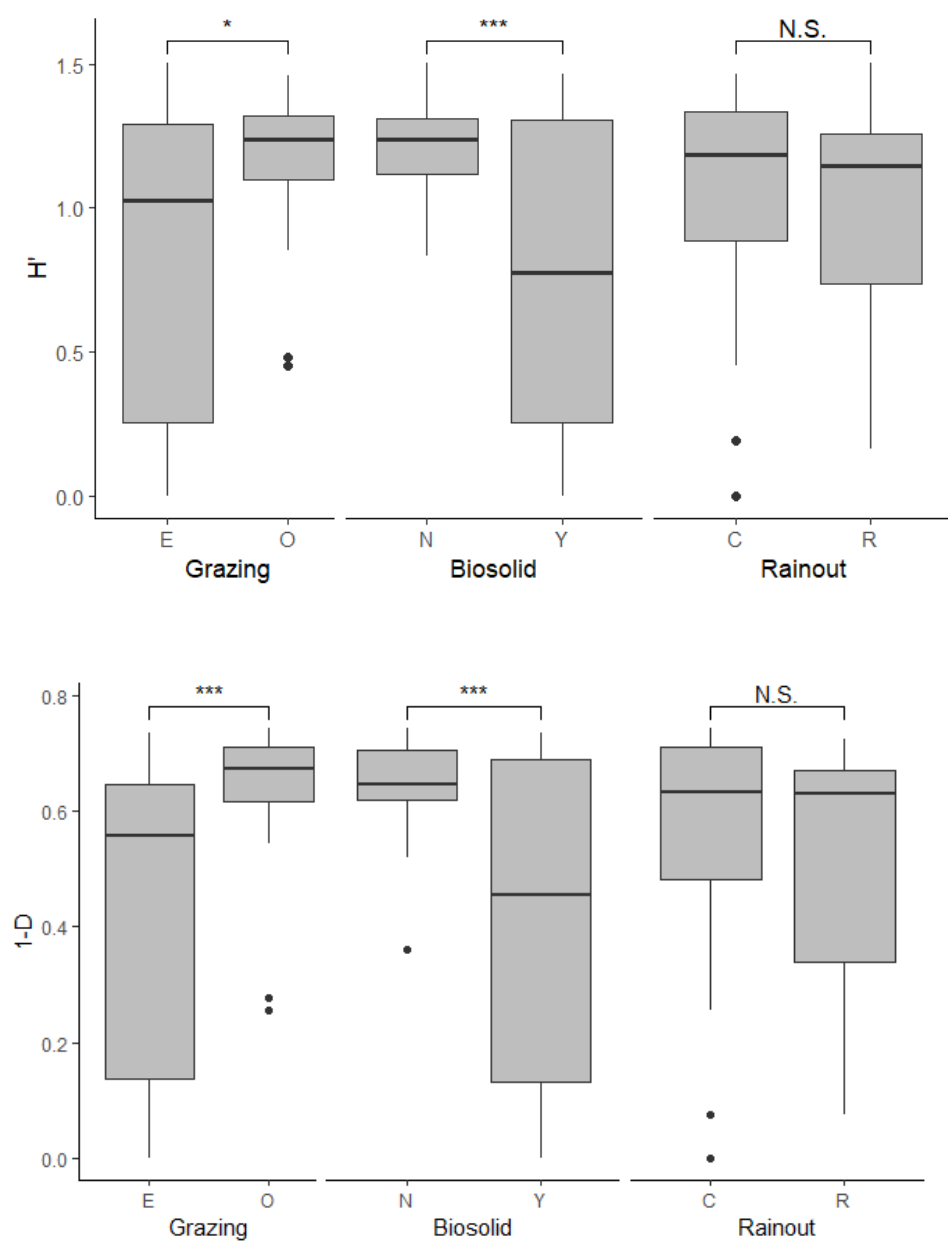 * *** N.S.
1.5
1.0
0.5
0.0
H'
E O N Y C R
Grazing Biosolid Rainout
*** *** N.S.
0.8
0.6
0.4
0.2
0.0
1-D
E O N Y C R
Grazing Biosolid Rainout